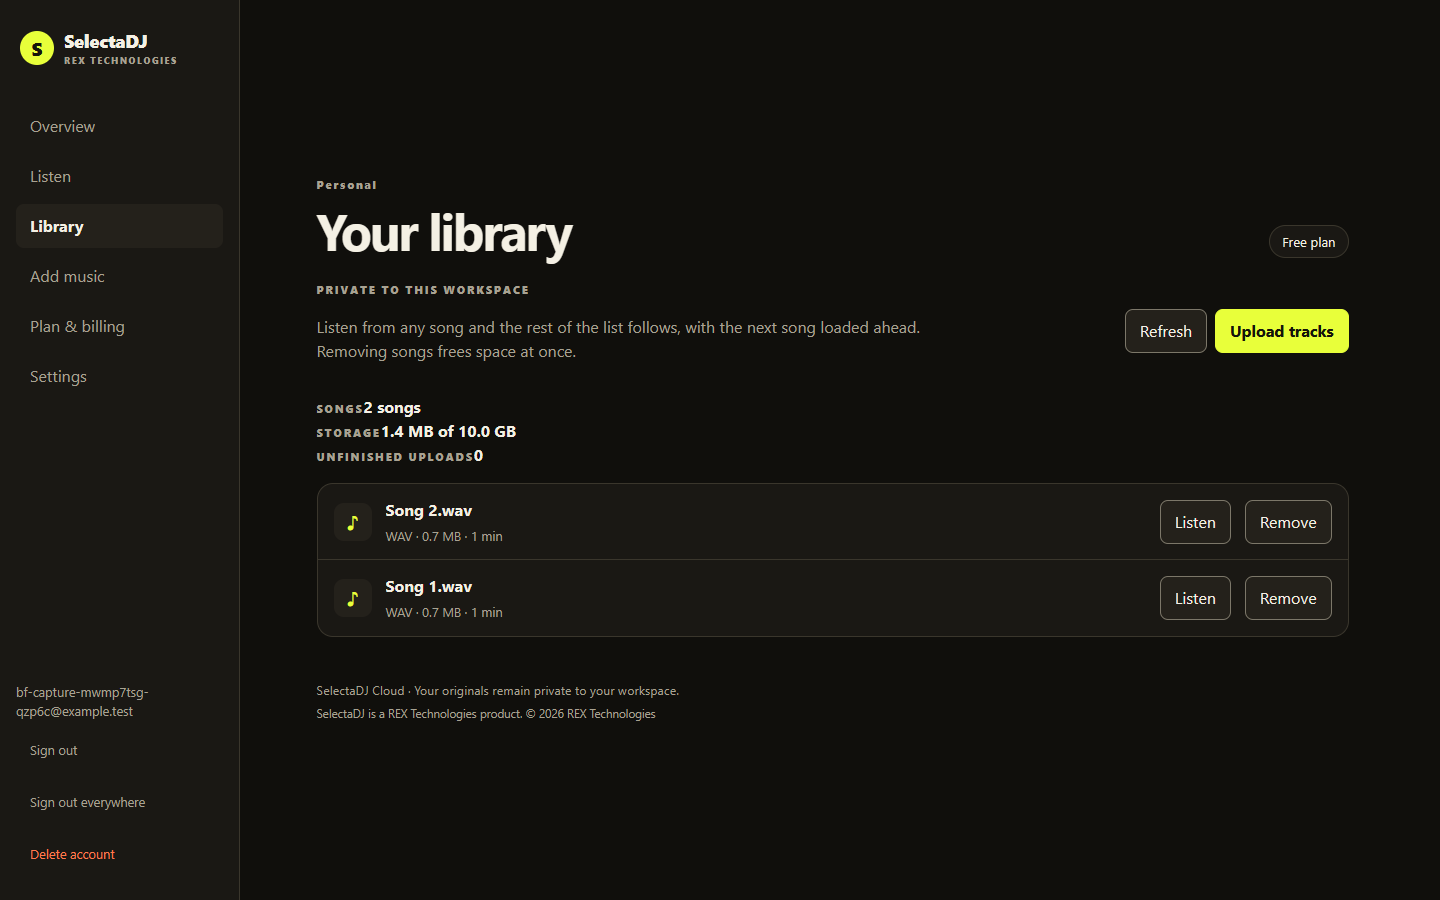 S
SelectaDJ
REX TECHNOLOGIES
Overview
Listen
Library
Add music
Plan & billing
Settings
bf-capture-mwmp7tsg-
qzp6c@example.test
Sign out
Sign out everywhere
Delete account
Personal
Your library
Free plan
PRIVATE TO THIS WORKSPACE
Listen from any song and the rest of the list follows, with the next song loaded ahead.
Removing songs frees space at once.
Refresh
Upload tracks
SONGS2 songs
STORAGE1.4 MB of 10.0 GB
UNFINISHED UPLOADS0
Song 2.wav
WAV · 0.7 MB · 1 min
Listen
Remove
Song 1.wav
WAV · 0.7 MB · 1 min
Listen
Remove
SelectaDJ Cloud · Your originals remain private to your workspace.
SelectaDJ is a REX Technologies product. © 2026 REX Technologies